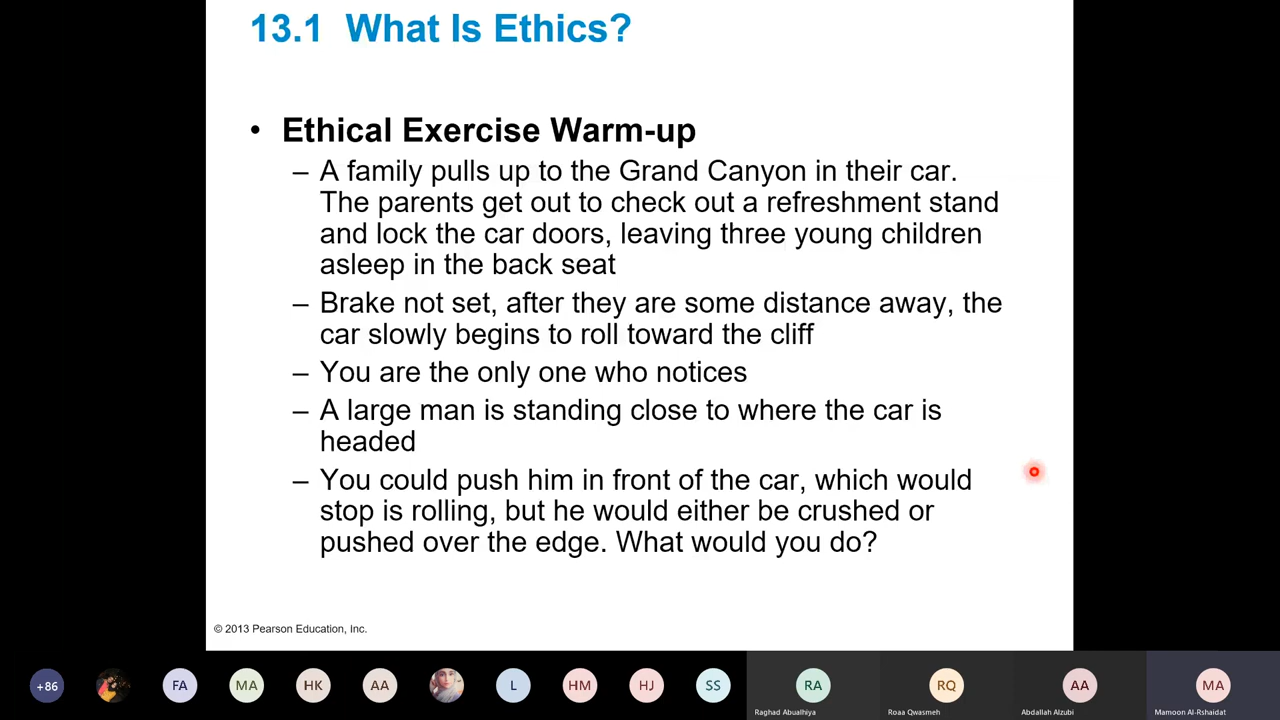 13.1 What Is Ethics?
• Ethical Exercise Warm-up
– A family pulls up to the Grand Canyon in their car.
The parents get out to check out a refreshment stand
and lock the car doors, leaving three young children
asleep in the back seat
– Brake not set, after they are some distance away, the
car slowly begins to roll toward the cliff
– You are the only one who notices
– A large man is standing close to where the car is
headed
– You could push him in front of the car, which would
stop is rolling, but he would either be crushed or
pushed over the edge. What would you do?
© 2013 Pearson Education, Inc.
+86 FA MA HK AA L HM HJ SS RA RQ AA MA
Raghad Abualhiya Roaa Qwasmeh Abdallah Alzubi Mamoon Al-Rshaidat